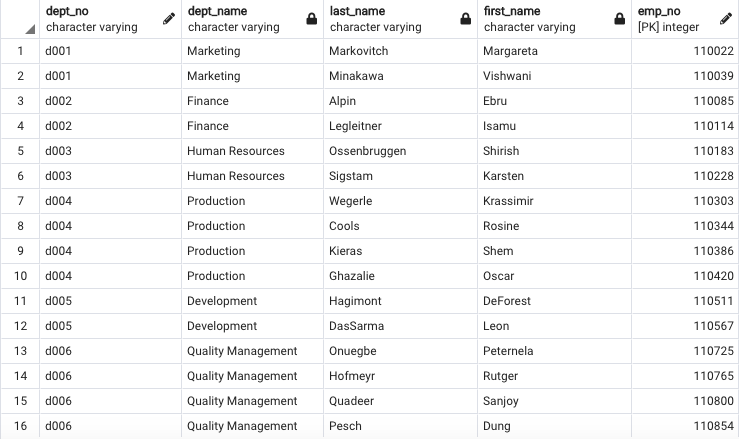 dept_no dept_name last_name first_name emp_no
character varying character varying character varying character varying [PK] integer
1 d001 Marketing Markovitch Margareta 110022
2 d001 Marketing Minakawa Vishwani 110039
3 d002 Finance Alpin Ebru 110085
4 d002 Finance Legleitner Isamu 110114
5 d003 Human Resources Ossenbruggen Shirish 110183
6 d003 Human Resources Sigstam Karsten 110228
7 d004 Production Wegerle Krassimir 110303
8 d004 Production Cools Rosine 110344
9 d004 Production Kieras Shem 110386
10 d004 Production Ghazalie Oscar 110420
11 d005 Development Hagimont DeForest 110511
12 d005 Development DasSarma Leon 110567
13 d006 Quality Management Onuegbe Peternela 110725
14 d006 Quality Management Hofmeyr Rutger 110765
15 d006 Quality Management Quadeer Sanjoy 110800
16 d006 Quality Management Pesch Dung 110854